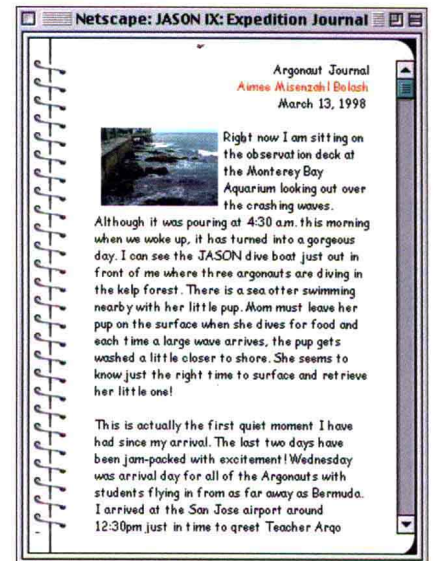 Netscape: JASON IX: Expedition Journal
Argonaut Journal
Aimee Misenzahl Bolash
March 13, 1998
Right now I am sitting on
the observation deck at
the Monterey Bay
Aquarium looking out over
the crashing waves.
Although it was pouring at 4:30 a.m. this morning
when we woke up, it has turned into a gorgeous
day. I can see the JASON dive boat just out in
front of me where three argonauts are diving in
the kelp forest. There is a sea otter swimming
nearby with her little pup. Mom must leave her
pup on the surface when she dives for food and
each time a large wave arrives, the pup gets
washed a little closer to shore. She seems to
know just the right time to surface and retrieve
her little one!
This is actually the first quiet moment I have
had since my arrival. The last two days have
been jam-packed with excitement! Wednesday
was arrival day for all of the Argonauts with
students flying in from as far away as Bermuda.
I arrived at the San Jose airport around
12:30pm just in time to greet Teacher Argo